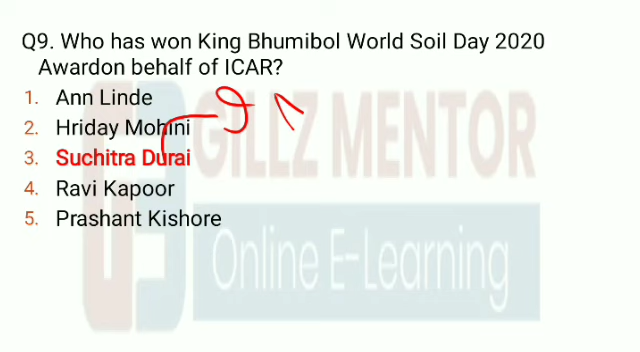 Q9. Who has won King Bhumibol World Soil Day 2020
Awardon behalf of ICAR?
1. Ann Linde
2. Hriday Mohini
3. Suchitra Durai
4. Ravi Kapoor
5. Prashant Kishore
GILLZ MENTOR
Online E-Learning